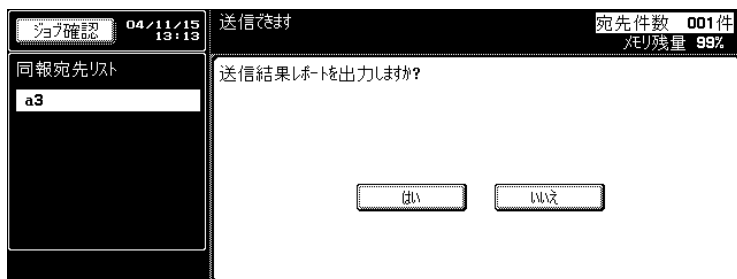 ジョブ確認
04/11/15
13:13
送信できます
宛先件数 001件
メモリ残量 99%
同報宛先リスト
a3
送信結果レポートを出力しますか?
はい
いいえ